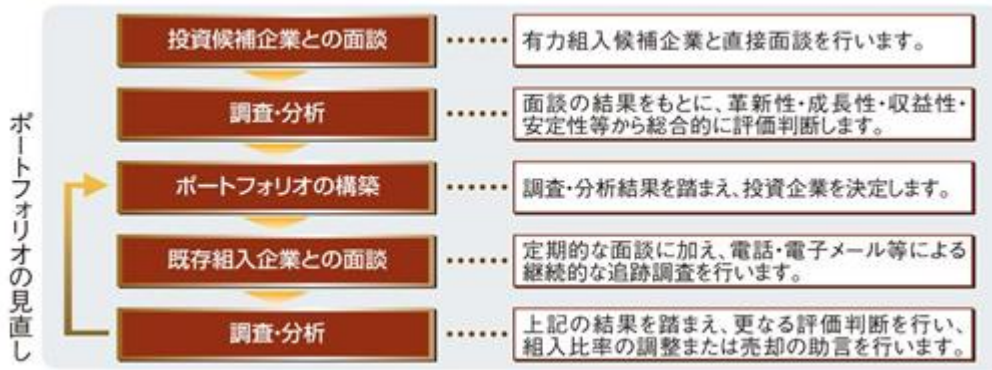 投資候補企業との面談
有力組入候補企業と直接面談を行います。
調査・分析
面談の結果をもとに、革新性・成長性・収益性・
安定性等から総合的に評価判断します。
ポートフォリオの構築
調査・分析結果を踏まえ、投資企業を決定します。
既存組入企業との面談
定期的な面談に加え、電話・電子メール等による
継続的な追跡調査を行います。
調査・分析
上記の結果を踏まえ、更なる評価判断を行い、
組入比率の調整または売却の助言を行います。
ポートフォリオの見直し